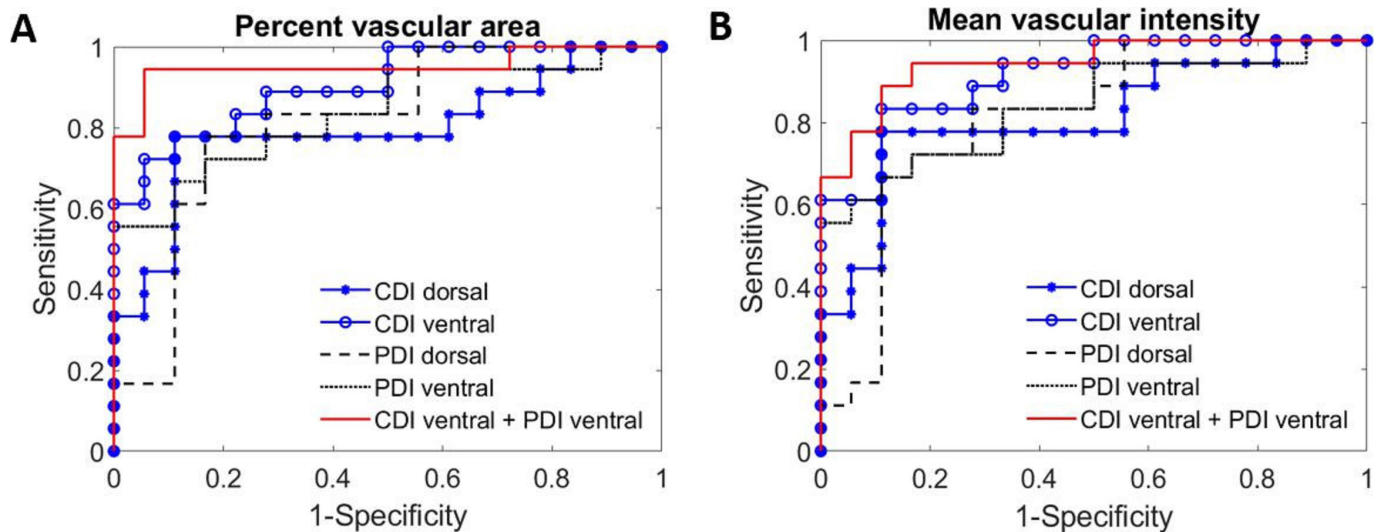 A
Percent vascular area
1
0.8
0.6
0.4
0.2
0
Sensitivity
CDI dorsal
CDI ventral
PDI dorsal
PDI ventral
CDI ventral + PDI ventral
0
0.2
0.4
0.6
0.8
1
1-Specificity
B
Mean vascular intensity
1
0.8
0.6
0.4
0.2
0
Sensitivity
CDI dorsal
CDI ventral
PDI dorsal
PDI ventral
CDI ventral + PDI ventral
0
0.2
0.4
0.6
0.8
1
1-Specificity